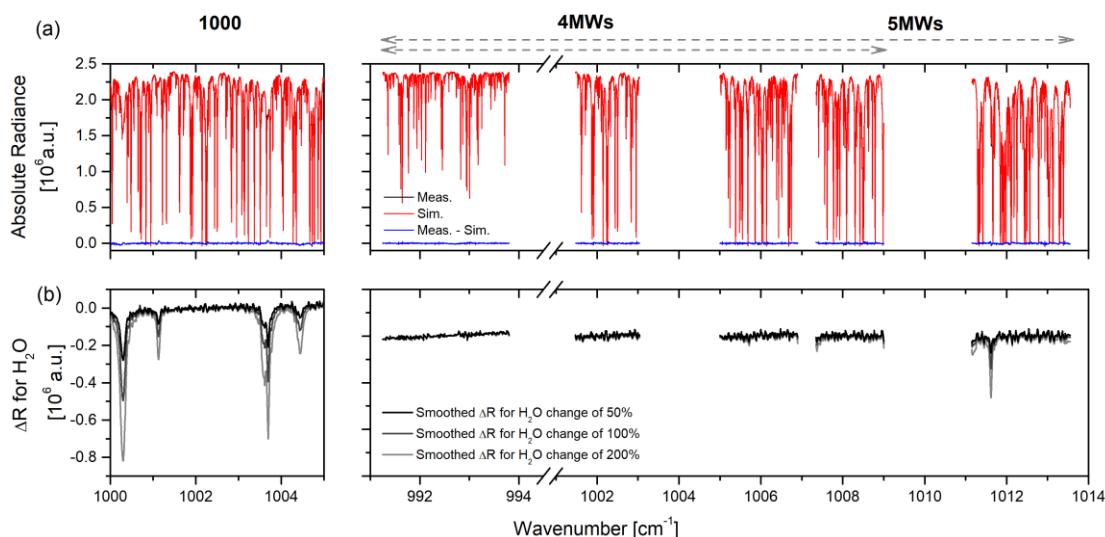 (a)
1000
4MWs
5MWs
Absolute Radiance
[10⁶a.u.]
2.5
2.0
1.5
1.0
0.5
0.0
Meas.
Sim.
Meas. - Sim.
(b)
ΔR for H₂O
[10⁶ a.u.]
0.0
-0.2
-0.4
-0.6
-0.8
Smoothed ΔR for H₂O change of 50%
Smoothed ΔR for H₂O change of 100%
Smoothed ΔR for H₂O change of 200%
1000 1002 1004 992 994 1002 1004 1006 1008 1010 1012 1014
Wavenumber [cm⁻¹]